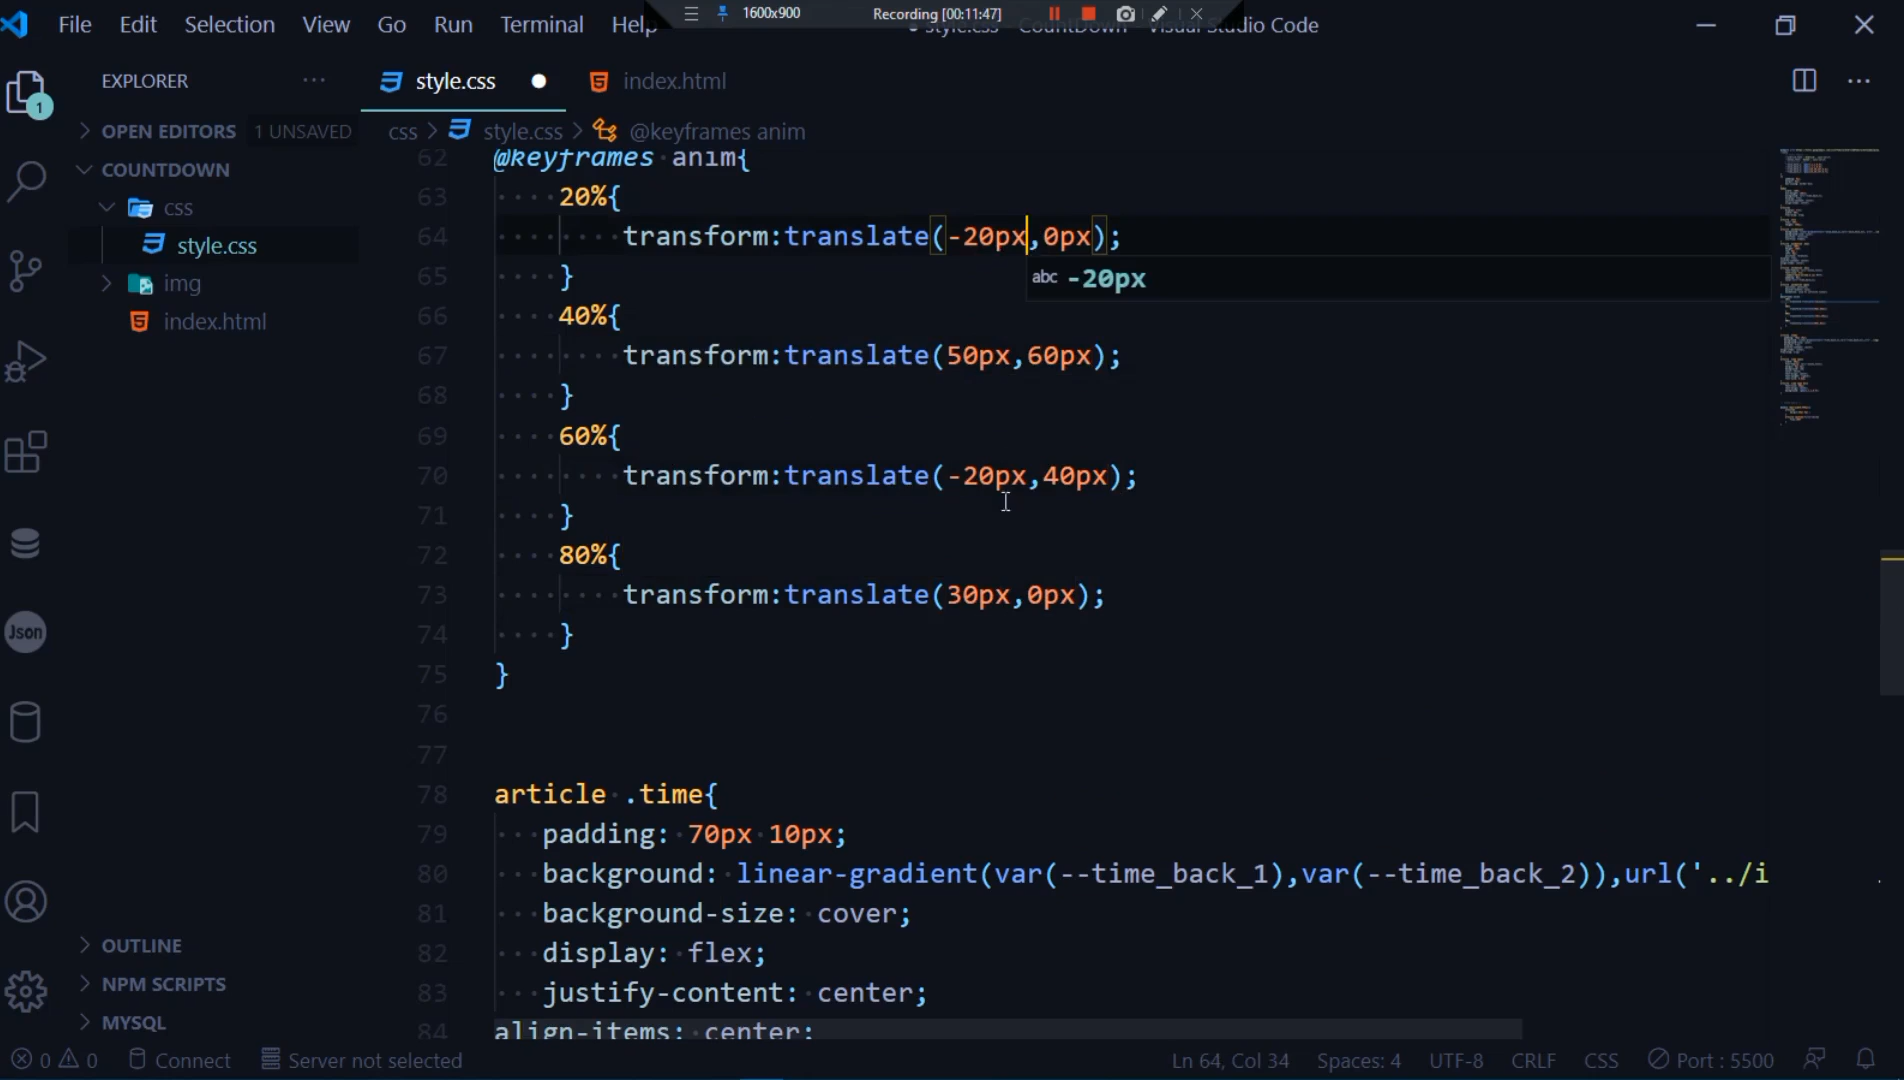 File Edit Selection View Go Run Terminal Help
1600x900 Recording [00:11:47]
style.css - CountDown - Visual Studio Code
EXPLORER
style.css index.html
OPEN EDITORS 1 UNSAVED
css > style.css > @keyframes anim
COUNTDOWN
css
style.css
img
index.html
62 @keyframes anim{
63 20%{
64 transform:translate(-20px,0px);
abc -20px
65 }
66 40%{
67 transform:translate(50px,60px);
68 }
69 60%{
70 transform:translate(-20px,40px);
71 }
72 80%{
73 transform:translate(30px,0px);
74 }
75 }
76
77
78 article .time{
79 padding: 70px 10px;
80 background: linear-gradient(var(--time_back_1),var(--time_back_2)),url('../i
81 background-size: cover;
82 display: flex;
83 justify-content: center;
84 align-items: center;
1
Json
OUTLINE
NPM SCRIPTS
MYSQL
0 0 Connect Server not selected Ln 64, Col 34 Spaces: 4 UTF-8 CRLF CSS Port : 5500